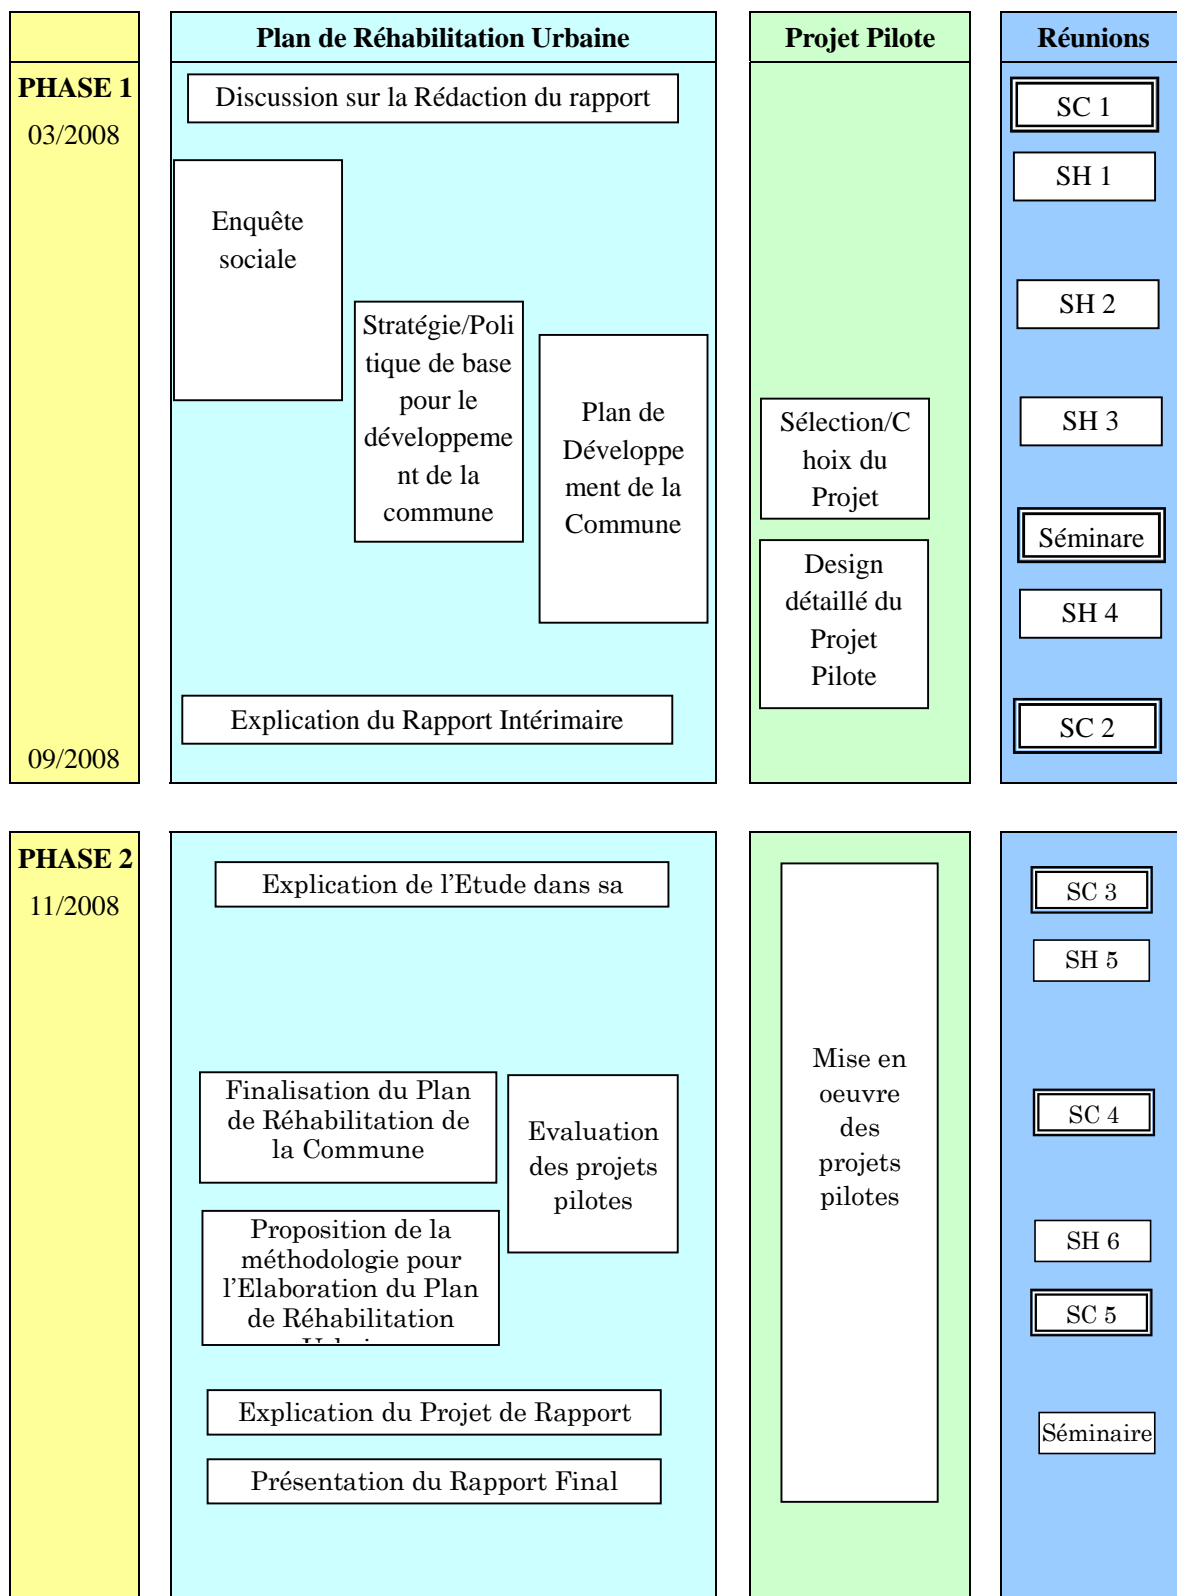 Plan de Réhabilitation Urbaine
Projet Pilote
Réunions
PHASE 1
03/2008
09/2008
Discussion sur la Rédaction du rapport
Enquête
sociale
Stratégie/Poli
tique de base
pour le
développeme
nt de la
commune
Plan de
Développe
ment de la
Commune
Explication du Rapport Intérimaire
Sélection/C
hoix du
Projet
Design
détaillé du
Projet
Pilote
SC 1
SH 1
SH 2
SH 3
Séminare
SH 4
SC 2
PHASE 2
11/2008
Explication de l'Etude dans sa
Finalisation du Plan
de Réhabilitation de
la Commune
Evaluation
des projets
pilotes
Proposition de la
méthodologie pour
l'Elaboration du Plan
de Réhabilitation
Explication du Projet de Rapport
Présentation du Rapport Final
Mise en
oeuvre
des
projets
pilotes
SC 3
SH 5
SC 4
SH 6
SC 5
Séminaire